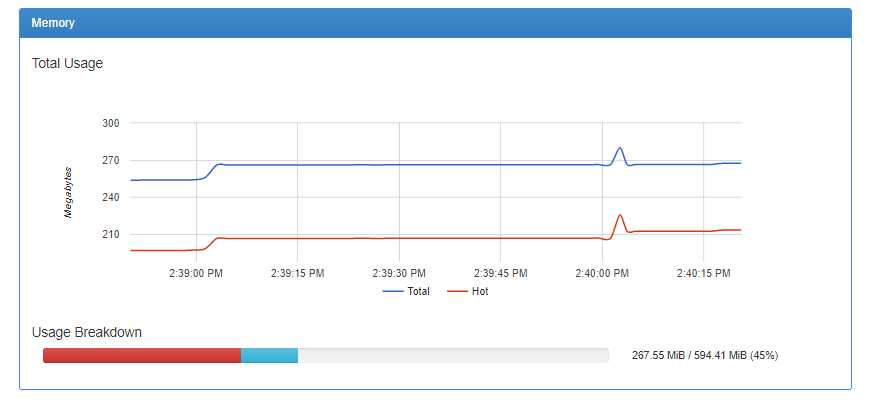 Memory
Total Usage
300
270
240
210
Megabytes
2:39:00 PM 2:39:15 PM 2:39:30 PM 2:39:45 PM 2:40:00 PM 2:40:15 PM
Total Hot
Usage Breakdown
267.55 MiB / 594.41 MiB (45%)